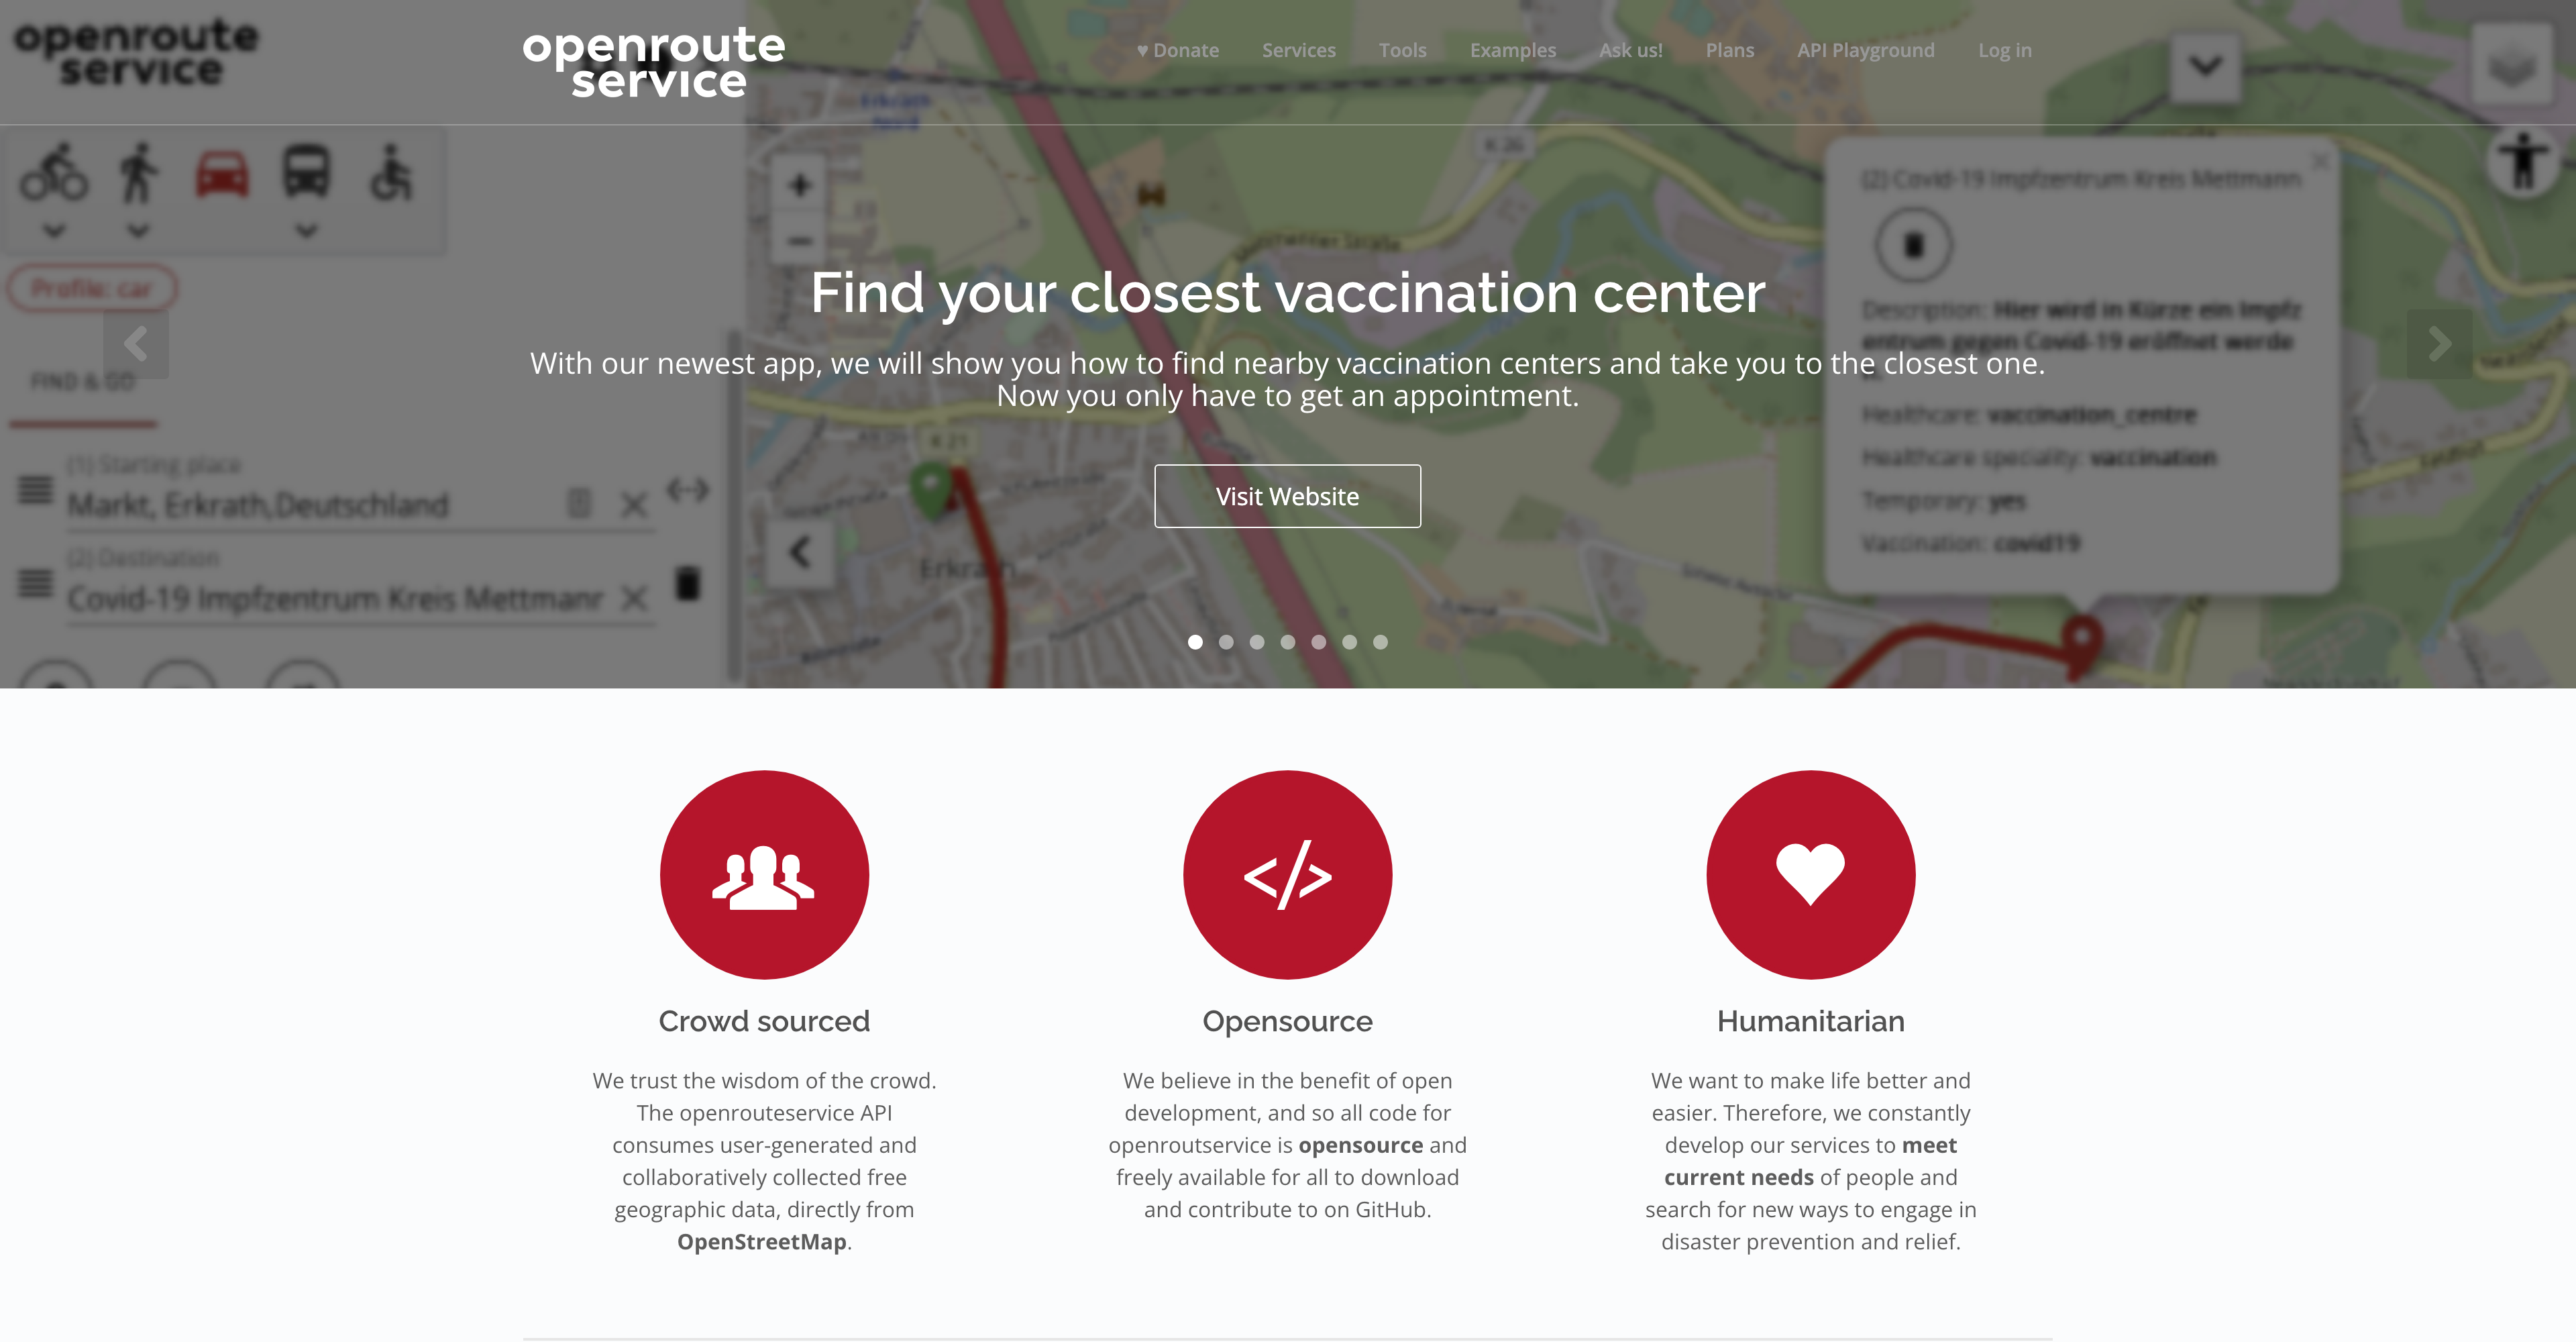 openroute
service
openroute
service
♥ Donate Services Tools Examples Ask us! Plans API Playground Log in
Erkrath
Nord
K 26
(2) Covid-19 Impfzentrum Kreis Mettmann
Profile: car
Find your closest vaccination center
Description: Hier wird in Kürze ein Impfz
entrum gegen Covid-19 eröffnet werde
With our newest app, we will show you how to find nearby vaccination centers and take you to the closest one.
Now you only have to get an appointment.
FIND & GO
Healthcare: vaccination_centre
K 21
Healthcare speciality: vaccination
(1) Starting place
Markt, Erkrath,Deutschland
Visit Website
Temporary: yes
Vaccination: covid19
(2) Destination
Erkrath
Covid-19 Impfzentrum Kreis Mettmanr
Crowd sourced
We trust the wisdom of the crowd.
The openrouteservice API
consumes user-generated and
collaboratively collected free
geographic data, directly from
OpenStreetMap.
Opensource
We believe in the benefit of open
development, and so all code for
openroutservice is opensource and
freely available for all to download
and contribute to on GitHub.
Humanitarian
We want to make life better and
easier. Therefore, we constantly
develop our services to meet
current needs of people and
search for new ways to engage in
disaster prevention and relief.